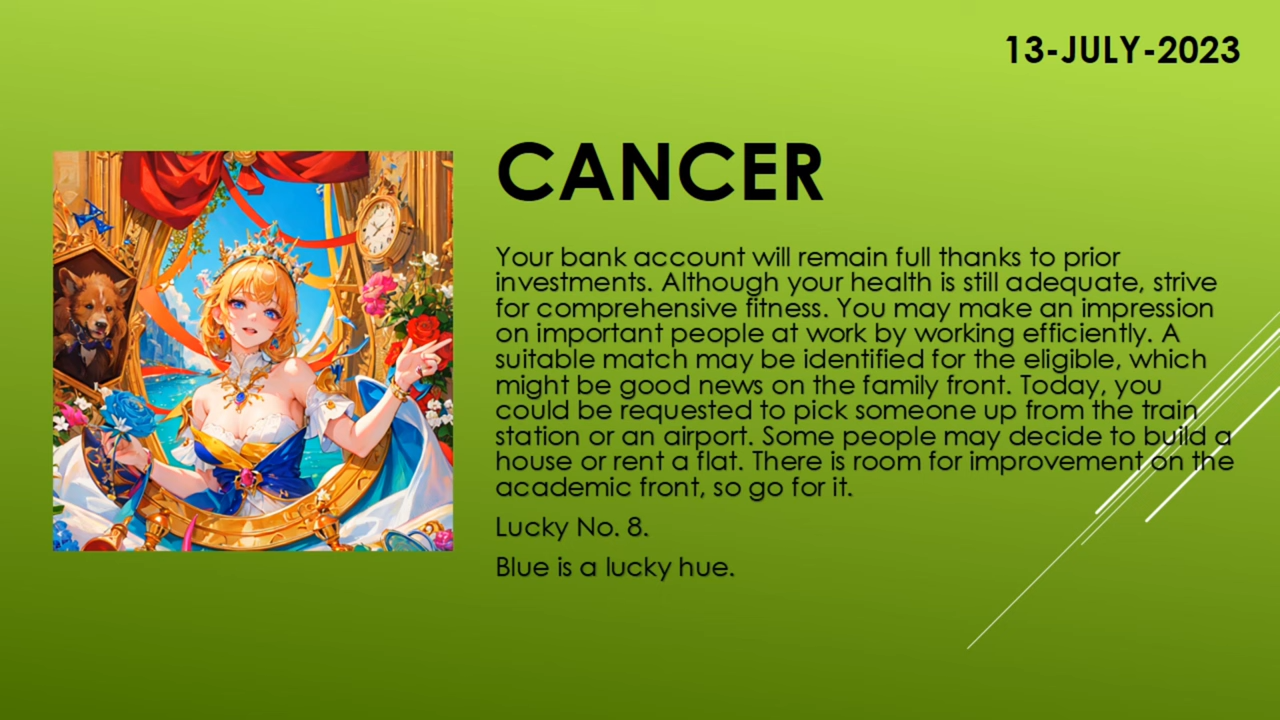 13-JULY-2023
CANCER
Your bank account will remain full thanks to prior
investments. Although your health is still adequate, strive
for comprehensive fitness. You may make an impression
on important people at work by working efficiently. A
suitable match may be identified for the eligible, which
might be good news on the family front. Today, you
could be requested to pick someone up from the train
station or an airport. Some people may decide to build a
house or rent a flat. There is room for improvement on the
academic front, so go for it.
Lucky No. 8.
Blue is a lucky hue.